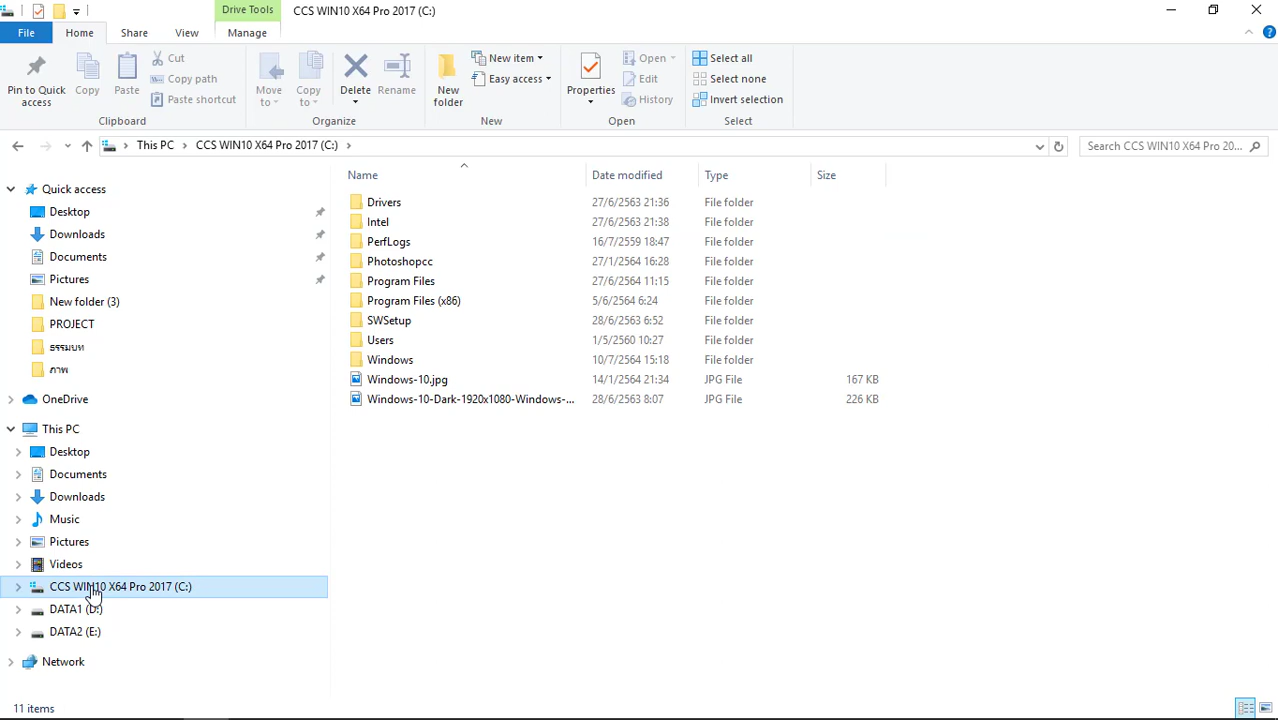 Drive Tools
CCS WIN10 X64 Pro 2017 (C:)
File
Home
Share
View
Manage
Pin to Quick access
Copy
Paste
Cut
Copy path
Paste shortcut
Clipboard
Move to
Copy to
Delete
Rename
Organize
New folder
New item
Easy access
New
Properties
Open
Edit
History
Open
Select all
Select none
Invert selection
Select
This PC > CCS WIN10 X64 Pro 2017 (C:) >
Search CCS WIN10 X64 Pro 20...
Quick access
Desktop
Downloads
Documents
Pictures
New folder (3)
PROJECT
ธรรมบท
ภาพ
OneDrive
This PC
Desktop
Documents
Downloads
Music
Pictures
Videos
CCS WIN10 X64 Pro 2017 (C:)
DATA1 (D:)
DATA2 (E:)
Network
Name Date modified Type Size
Drivers 27/6/2563 21:36 File folder
Intel 27/6/2563 21:38 File folder
PerfLogs 16/7/2559 18:47 File folder
Photoshopcc 27/1/2564 16:28 File folder
Program Files 27/6/2564 11:15 File folder
Program Files (x86) 5/6/2564 6:24 File folder
SWSetup 28/6/2563 6:52 File folder
Users 1/5/2560 10:27 File folder
Windows 10/7/2564 15:18 File folder
Windows-10.jpg 14/1/2564 21:34 JPG File 167 KB
Windows-10-Dark-1920x1080-Windows-... 28/6/2563 8:07 JPG File 226 KB
11 items